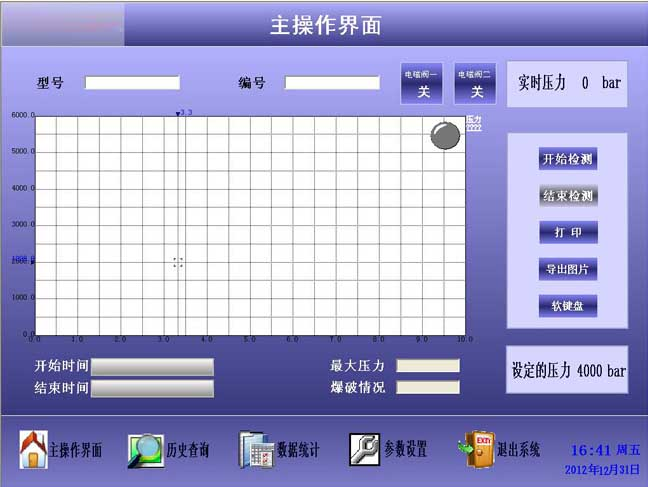 主操作界面
型号
编号
电磁阀一
关
电磁阀二
关
实时压力 0 bar
3.3
压力
6000.0
5000.0
4000.0
3000.0
2000.0
1000.0
0.0
0.0 1.0 2.0 3.0 4.0 5.0 6.0 7.0 8.0 9.0 10.0
开始检测
结束检测
打 印
导出图片
软键盘
开始时间
结束时间
最大压力
爆破情况
设定的压力 4000 bar
主操作界面
历史查询
数据统计
参数设置
EXIT
退出系统
16:41 周五
2012年12月31日